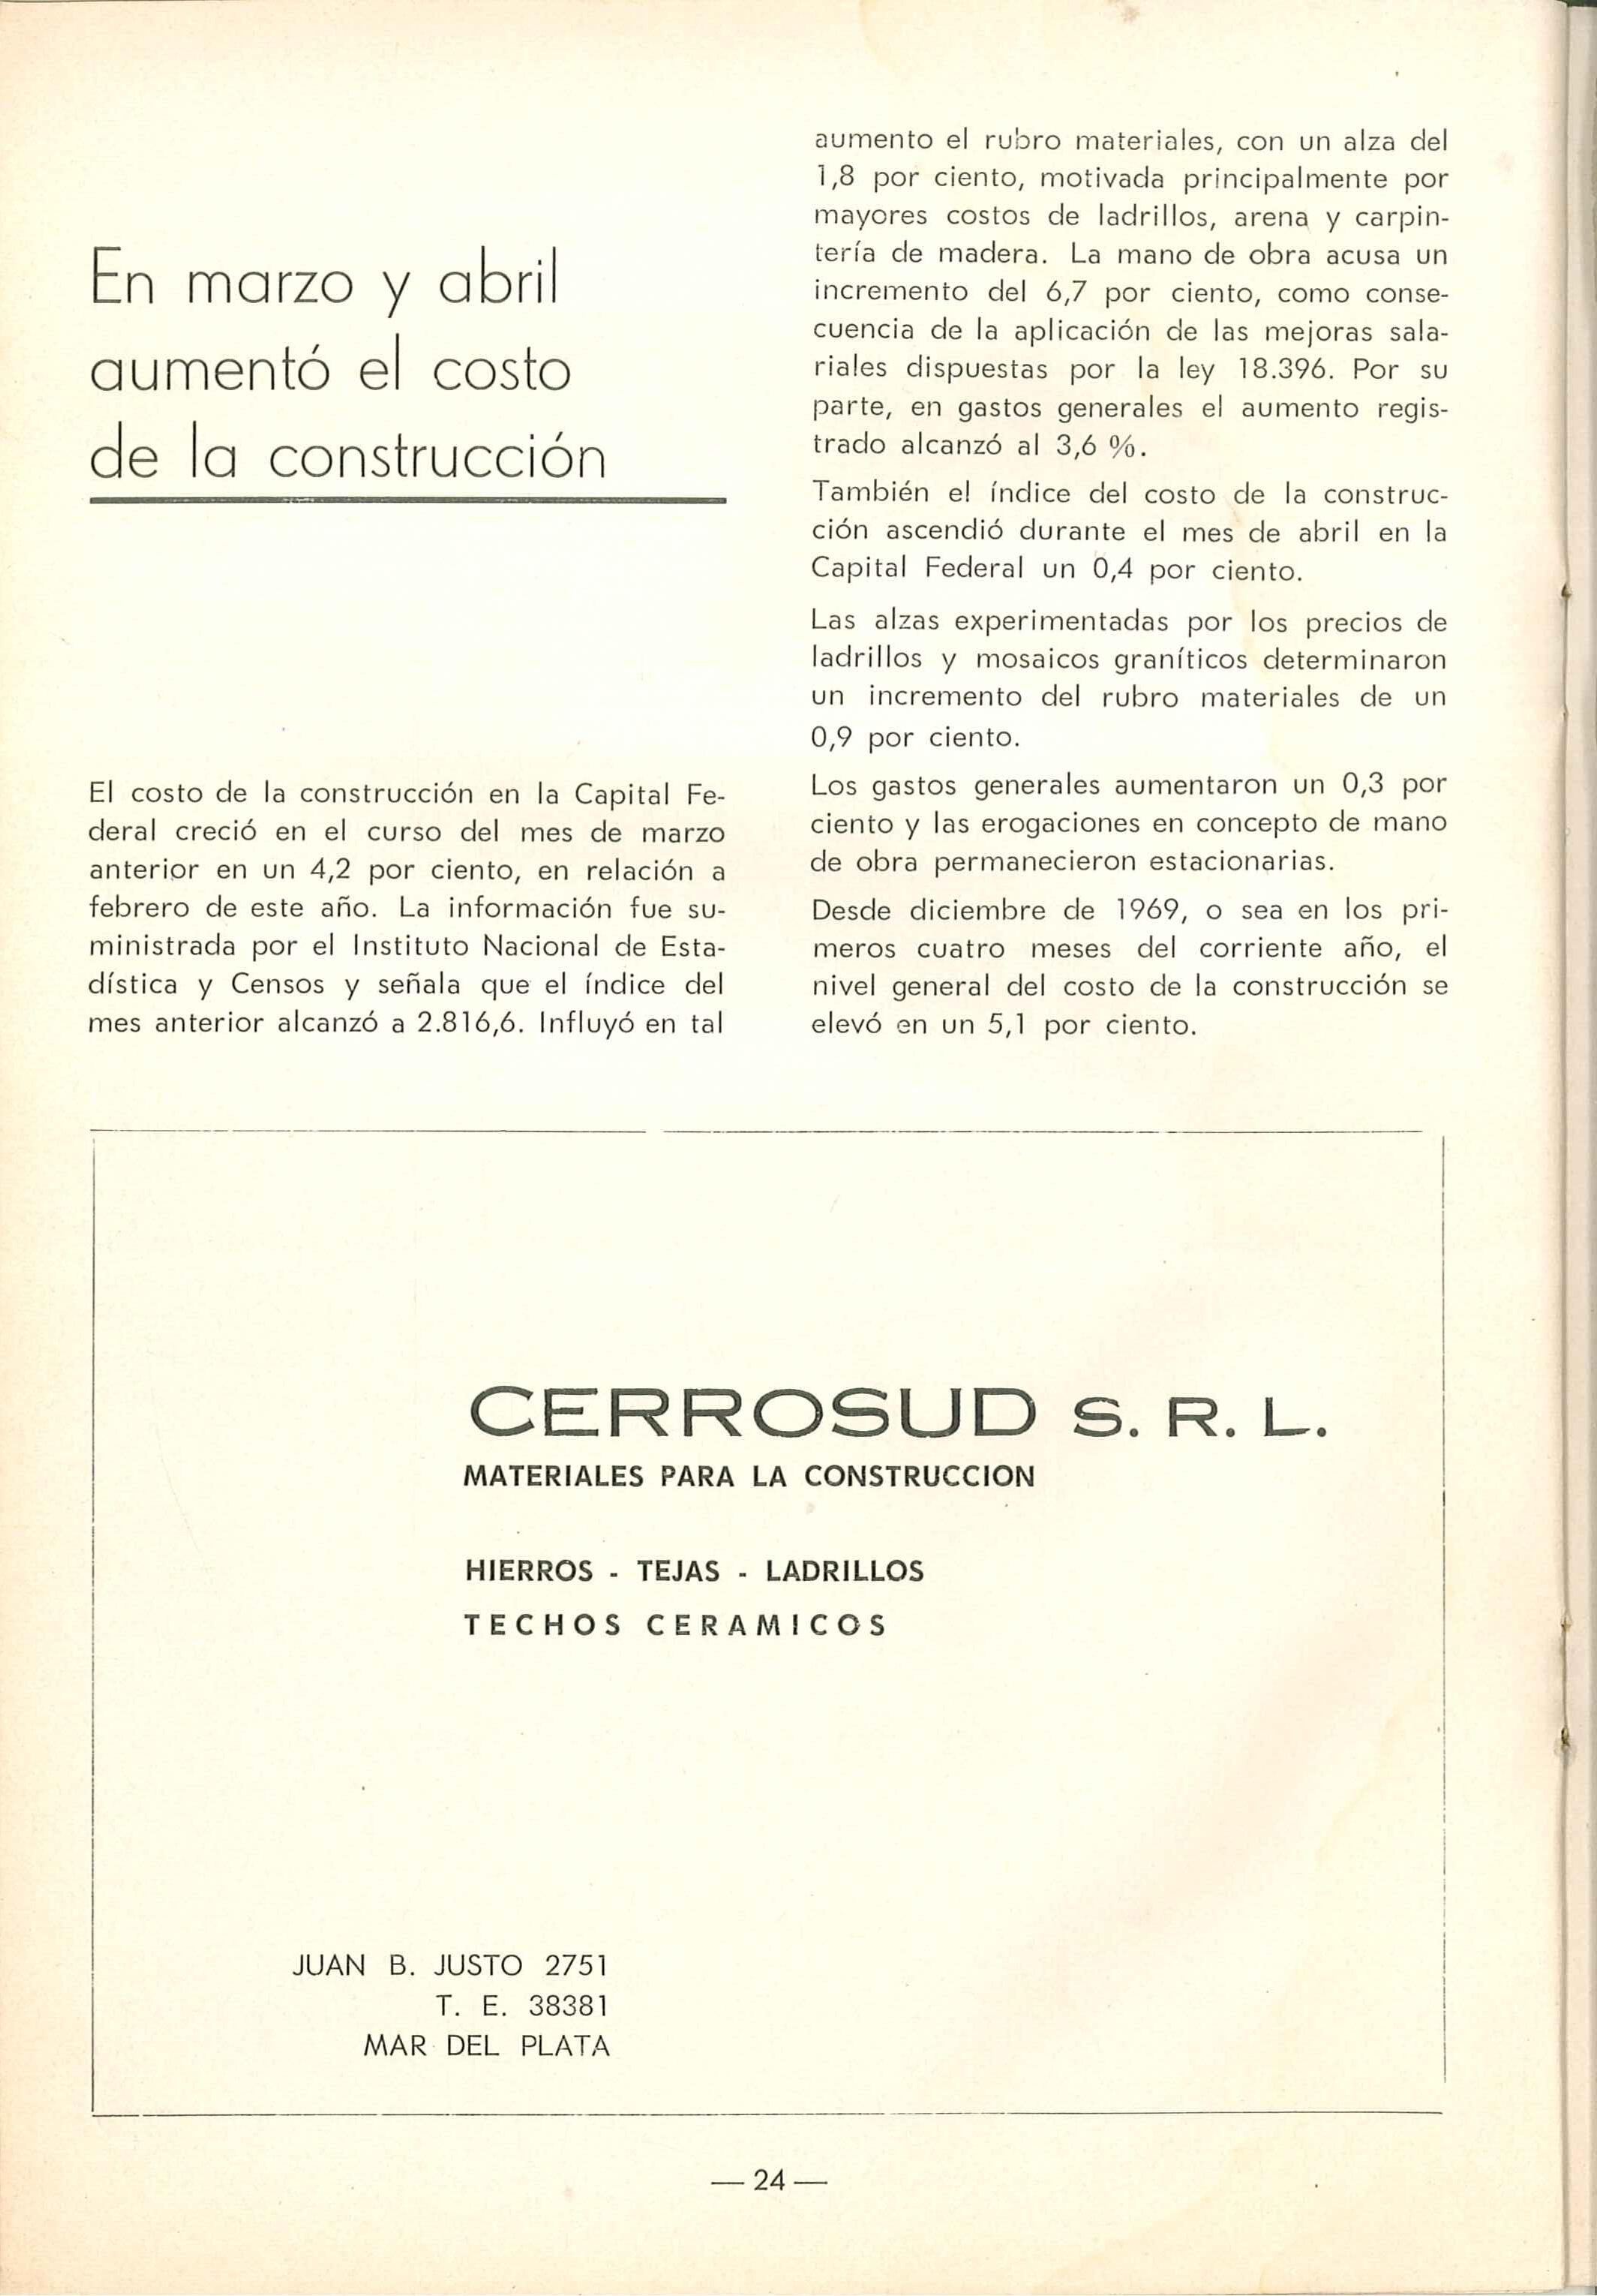 En marzo y abril
aumentó el costo
de la construcción
El costo de la construcción en la Capital Fe-
deral creció en el curso del mes de marzo
anterior en un 4,2 por ciento, en relación a
febrero de este año. La información fue su-
ministrada por el Instituto Nacional de Esta-
dística y Censos y señala que el índice del
mes anterior alcanzó a 2.816,6. Influyó en tal
aumento el rubro materiales, con un alza del
1,8 por ciento, motivada principalmente por
mayores costos de ladrillos, arena y carpin-
tería de madera. La mano de obra acusa un
incremento del 6,7 por ciento, como conse-
cuencia de la aplicación de las mejoras sala-
riales dispuestas por la ley 18.396. Por su
parte, en gastos generales el aumento regis-
trado alcanzó al 3,6 %.
También el índice del costo de la construc-
ción ascendió durante el mes de abril en la
Capital Federal un 0,4 por ciento.
Las alzas experimentadas por los precios de
ladrillos y mosaicos graníticos determinaron
un incremento del rubro materiales de un
0,9 por ciento.
Los gastos generales aumentaron un 0,3 por
ciento y las erogaciones en concepto de mano
de obra permanecieron estacionarias.
Desde diciembre de 1969, o sea en los pri-
meros cuatro meses del corriente año, el
nivel general del costo de la construcción se
elevó en un 5,1 por ciento.
CERROSUD S. R. L.
MATERIALES PARA LA CONSTRUCCION
HIERROS - TEJAS - LADRILLOS
TECHOS CERAMICOS
JUAN B. JUSTO 2751
T. E. 38381
MAR DEL PLATA
— 24 —